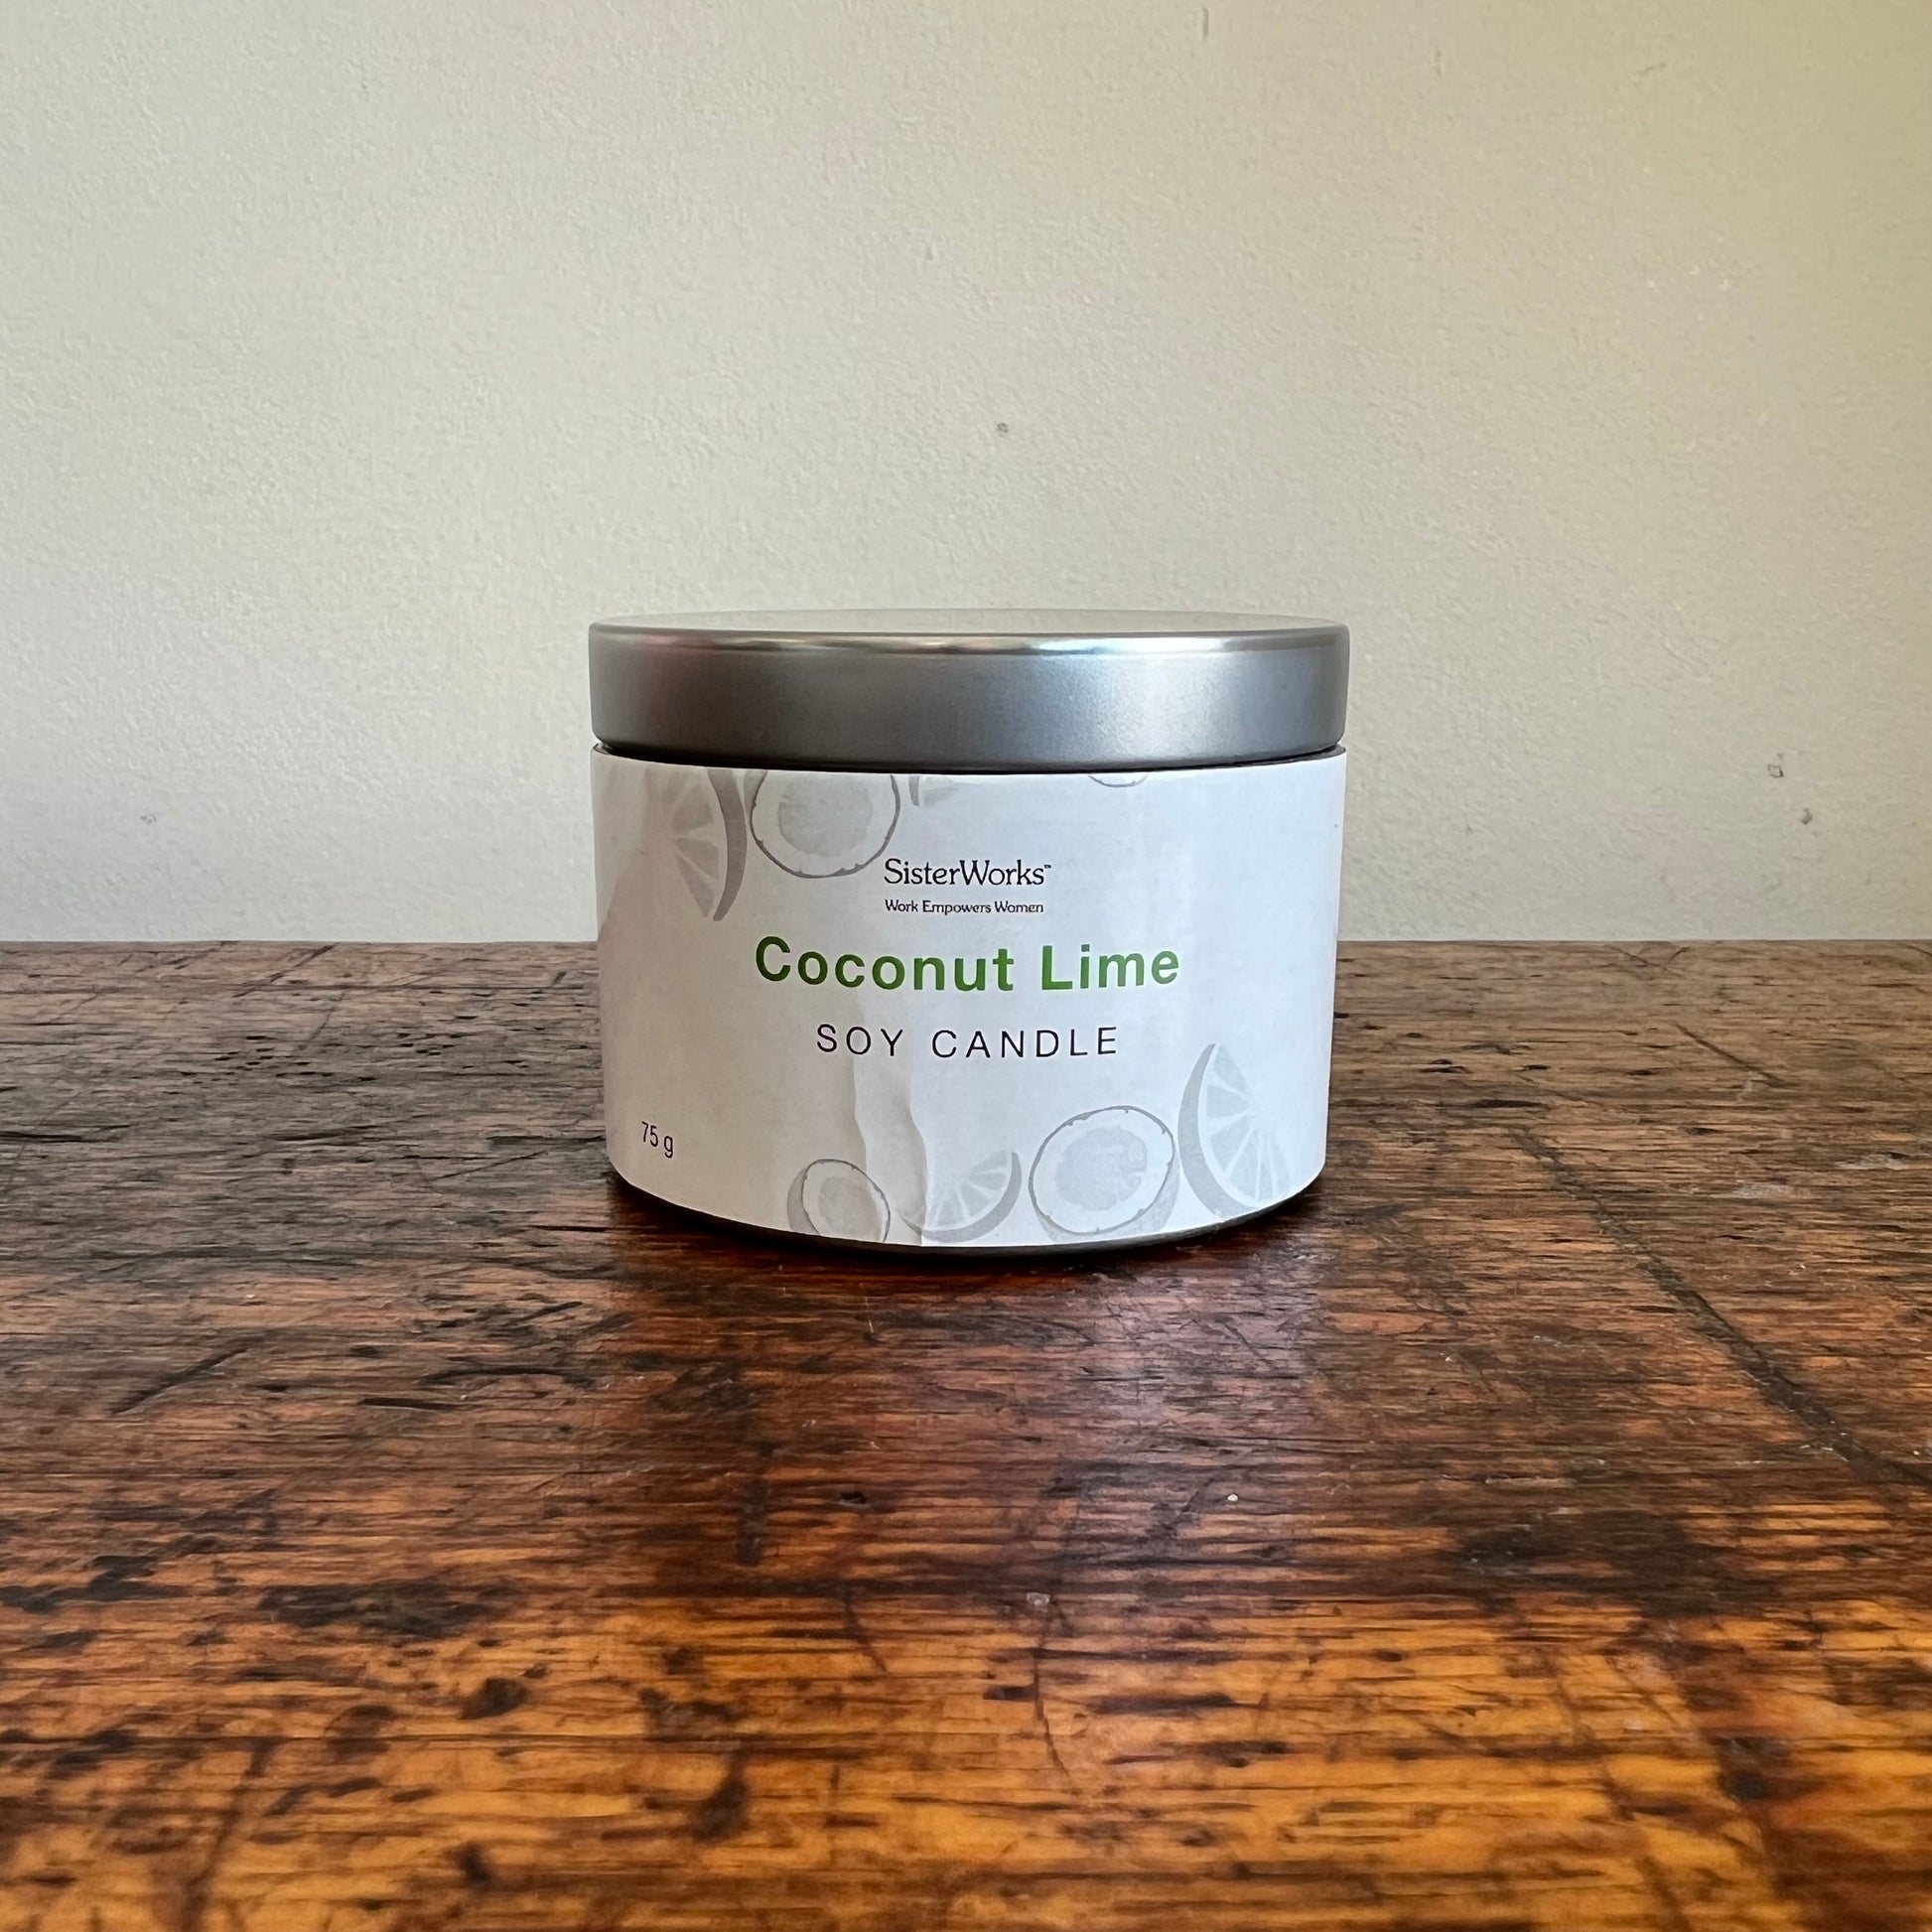 SisterWorks™
Work Empowers Women
Coconut Lime
SOY CANDLE
75 g